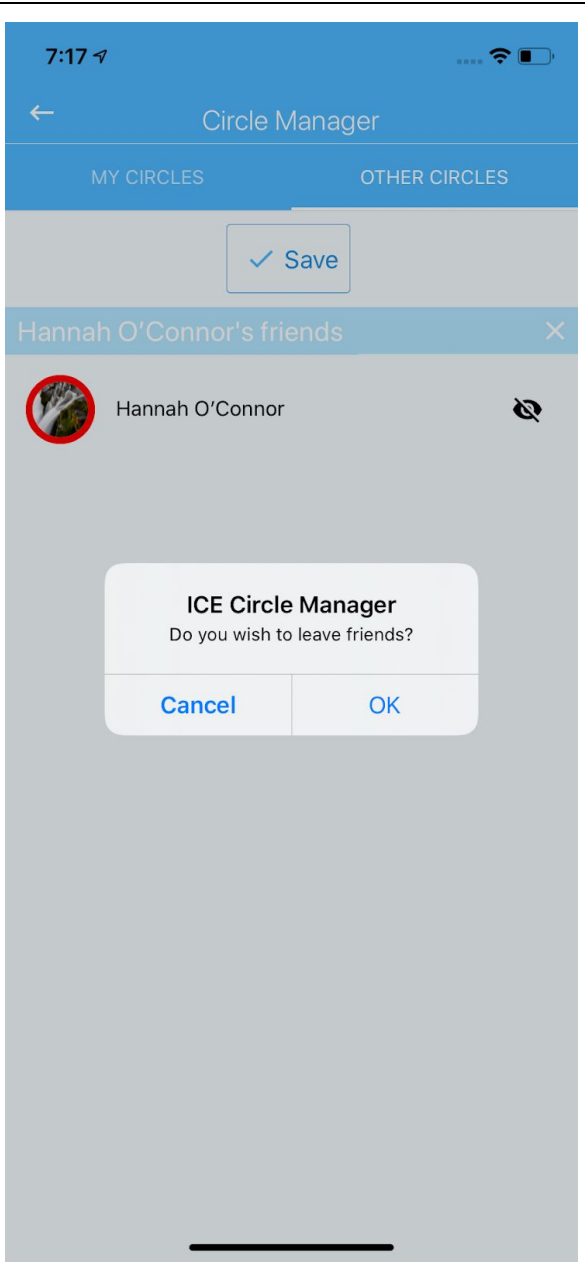 7:17
Circle Manager
MY CIRCLES OTHER CIRCLES
Save
Hannah O’Connor's friends
Hannah O’Connor
ICE Circle Manager
Do you wish to leave friends?
Cancel OK